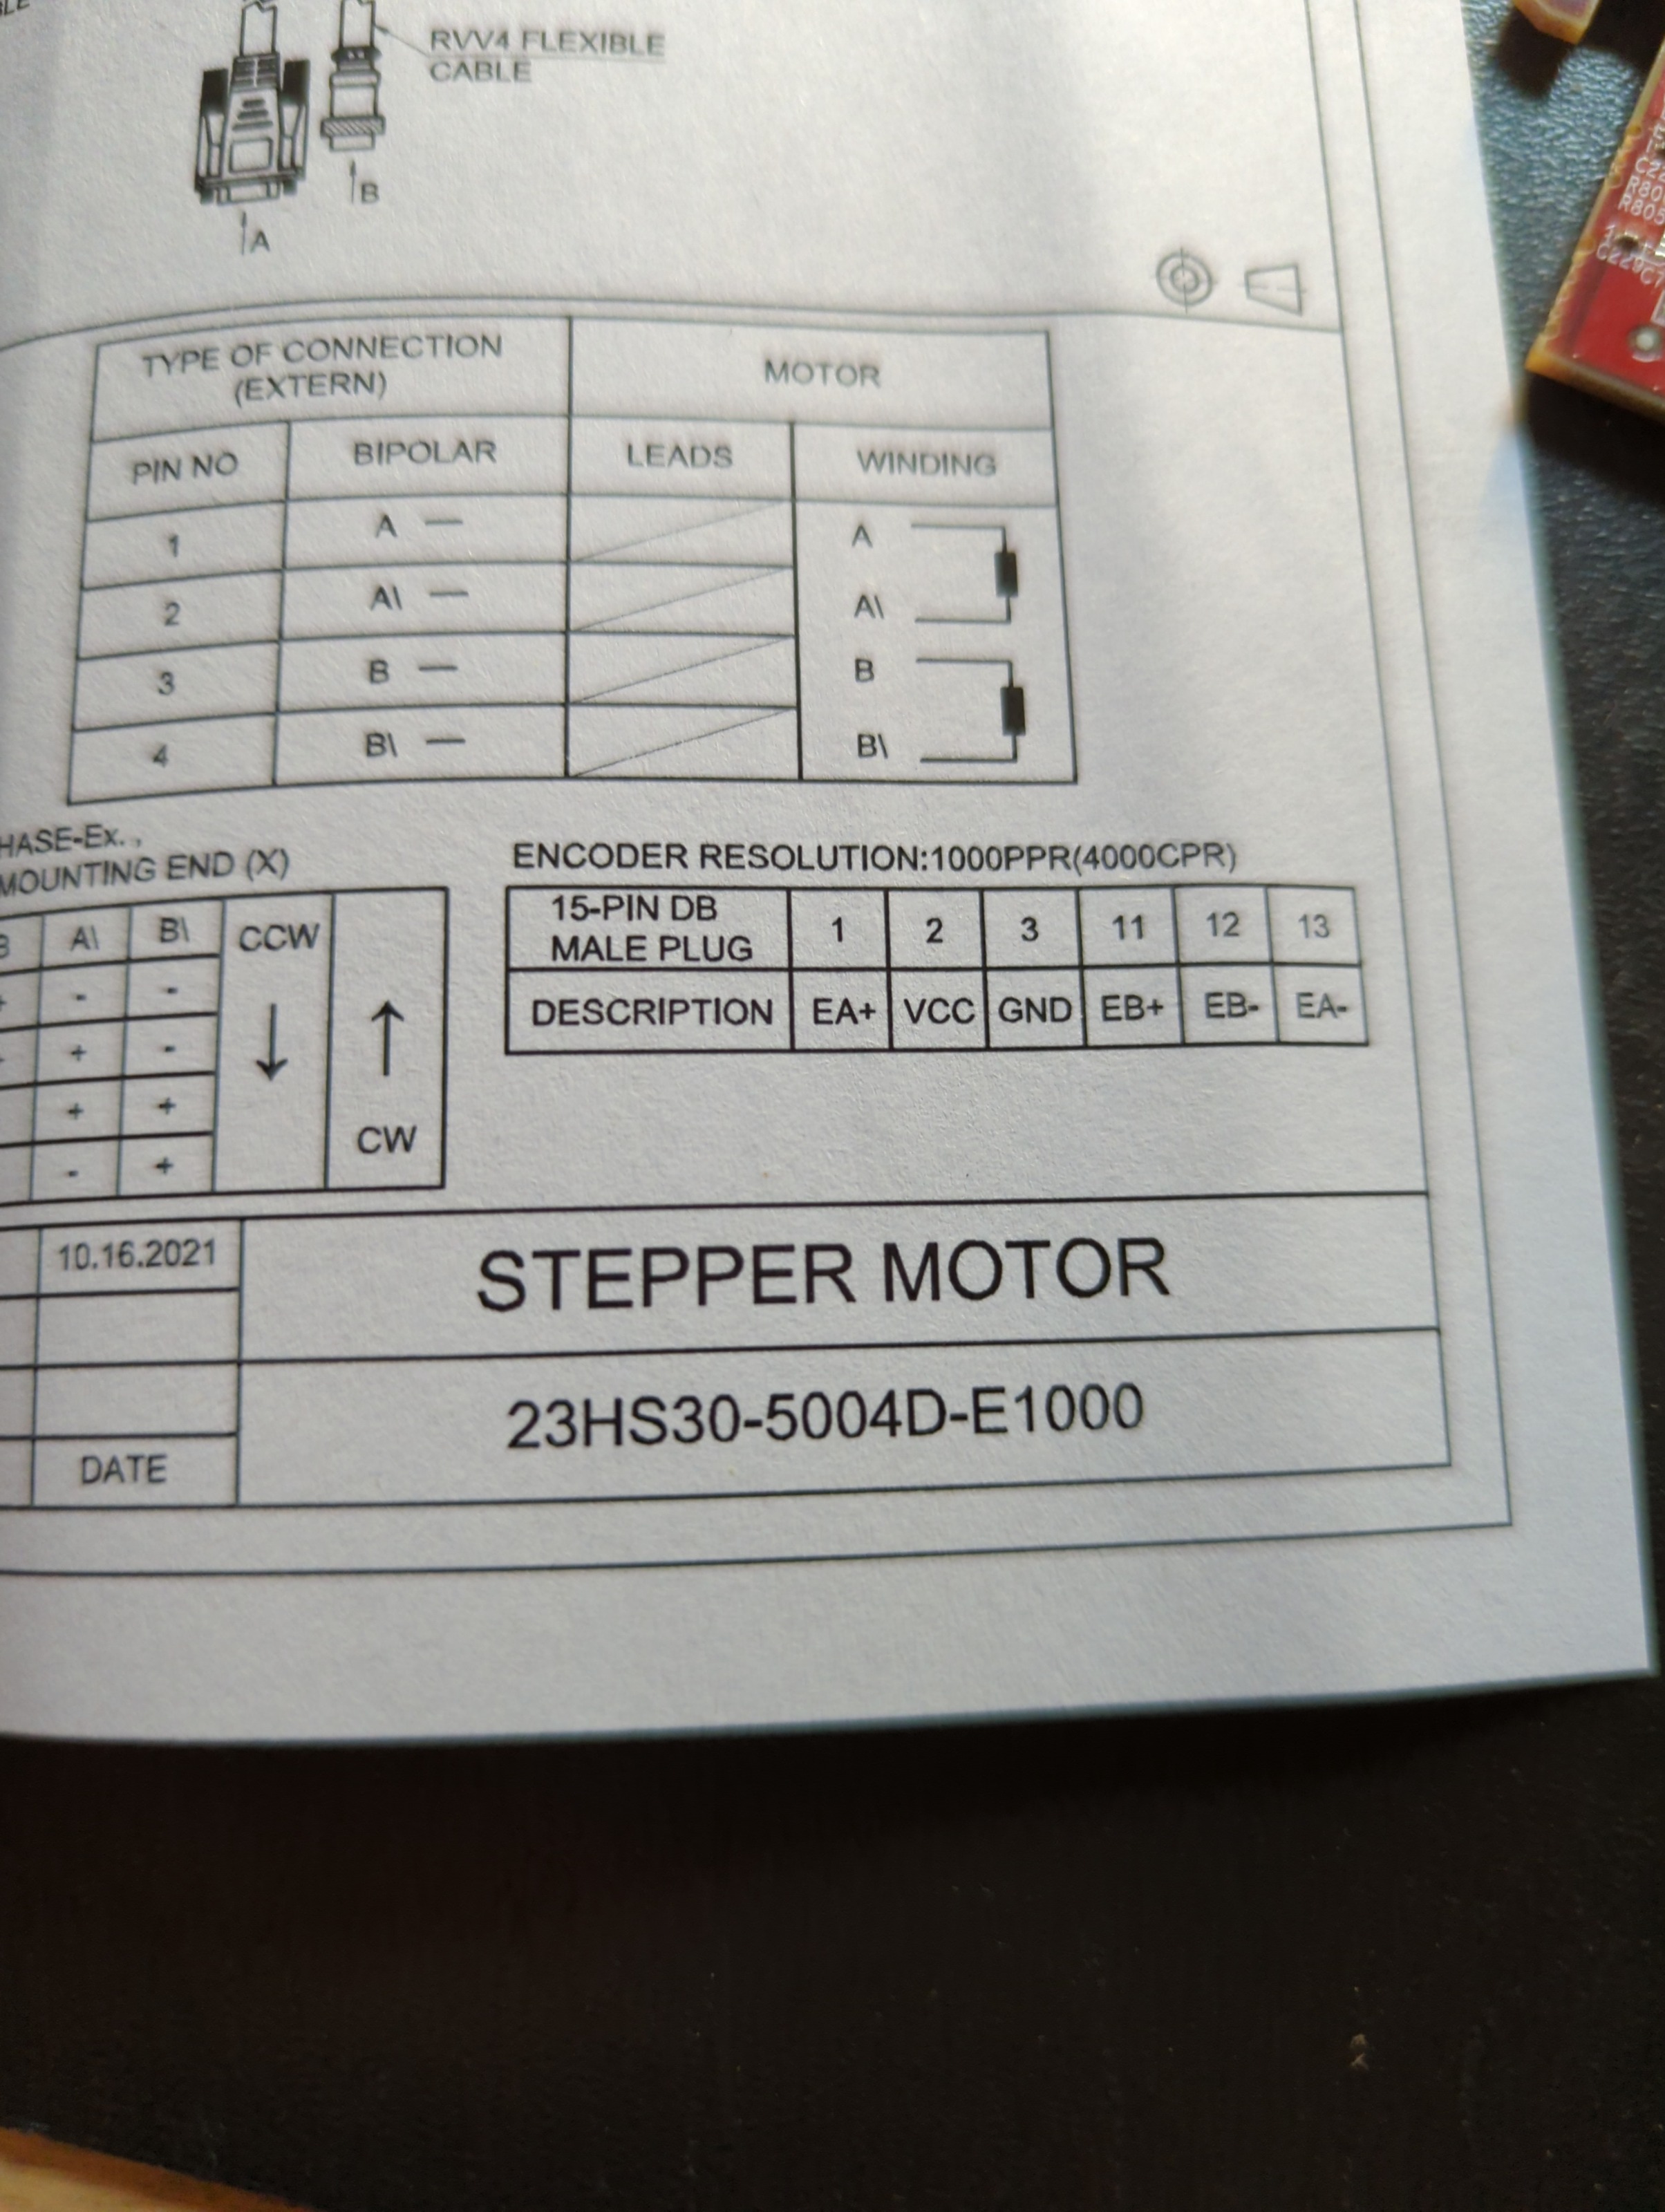 RVV4 FLEXIBLE
CABLE
B
A
TYPE OF CONNECTION
(EXTERN)
MOTOR
PIN NO
BIPOLAR
LEADS
WINDING
1
A —
A
2
A\ —
A\
3
B —
B
4
B\ —
B\
MOUNTING END (X)
A\
B\
CCW
-
-
+
-
+
+
-
+
CW
ENCODER RESOLUTION:1000PPR(4000CPR)
15-PIN DB
MALE PLUG
1
2
3
11
12
13
DESCRIPTION
EA+
VCC
GND
EB+
EB-
EA-
10.16.2021
STEPPER MOTOR
23HS30-5004D-E1000
DATE